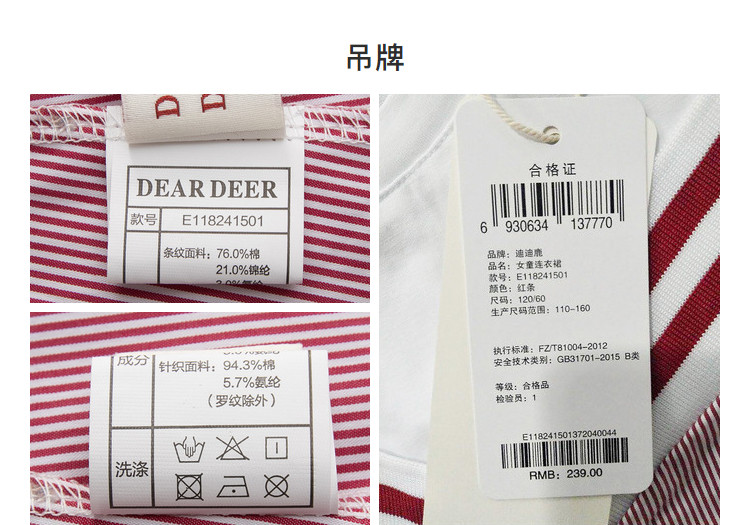 吊牌
D
D
DEAR DEER
款号 E118241501
条纹面料：76.0%棉
21.0%锦纶
成分 针织面料：94.3%棉
5.7%氨纶
（罗纹除外）
洗涤
合格证
6 930634 137770
品牌：迪迪鹿
品名：女童连衣裙
款号：E118241501
颜色：红条
尺码：120/60
生产尺码范围：110-160
执行标准：FZ/T81004-2012
安全技术类别：GB31701-2015 B类
等级：合格品
检验员：1
E118241501372040044
RMB：239.00